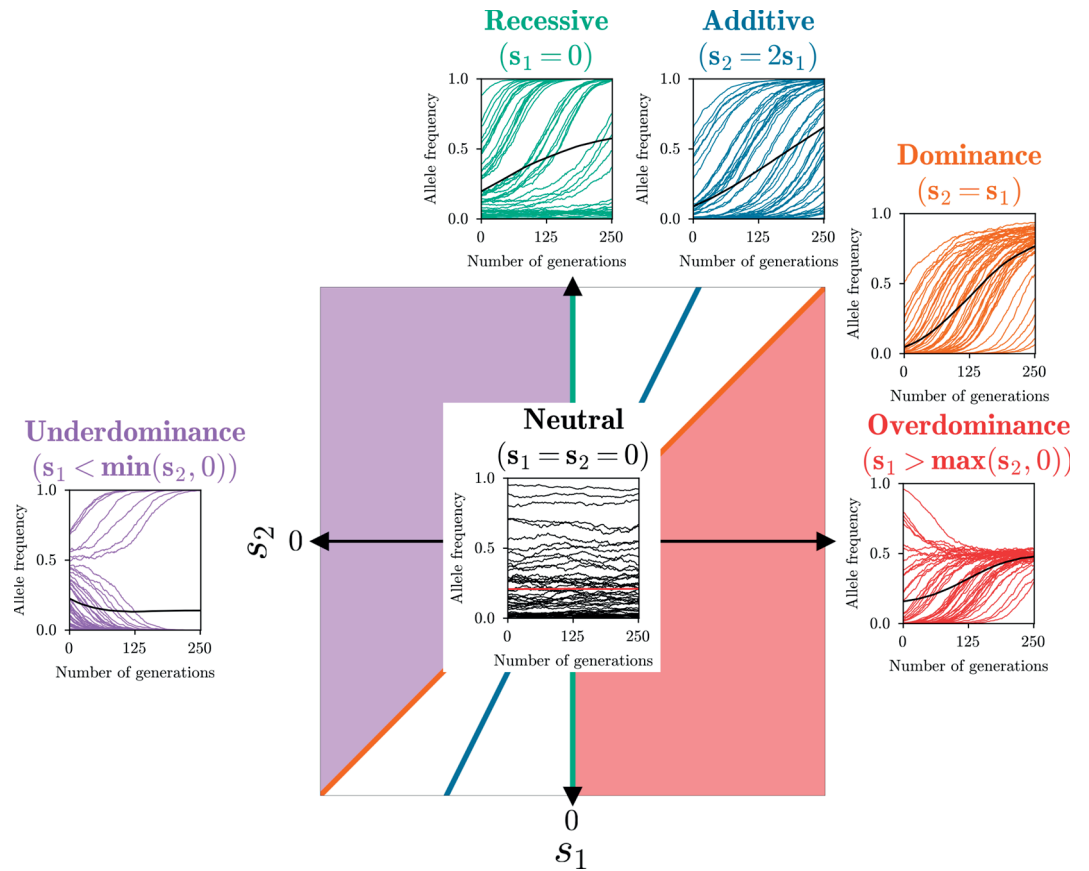 Recessive
(s₁ = 0)
1.0
0.5
0.0
Allele frequency
0 125 250
Number of generations
Additive
(s₂ = 2s₁)
1.0
0.5
0.0
Allele frequency
0 125 250
Number of generations
Dominance
(s₂ = s₁)
1.0
0.5
0.0
Allele frequency
0 125 250
Number of generations
Underdominance
(s₁ < min(s₂, 0))
1.0
0.5
0.0
Allele frequency
0 125 250
Number of generations
Neutral
(s₁ = s₂ = 0)
1.0
0.5
0.0
Allele frequency
0 125 250
Number of generations
Overdominance
(s₁ > max(s₂, 0))
1.0
0.5
0.0
Allele frequency
0 125 250
Number of generations
s₂
0
0
s₁